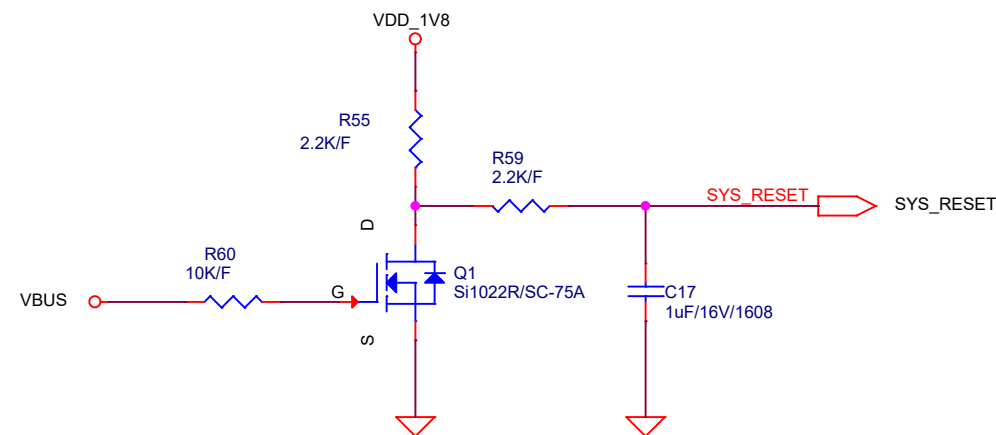 VDD_1V8
R55
2.2K/F
R59
2.2K/F
SYS_RESET
SYS_RESET
D
R60
10K/F
Q1
Si1022R/SC-75A
VBUS
G
C17
1uF/16V/1608
S